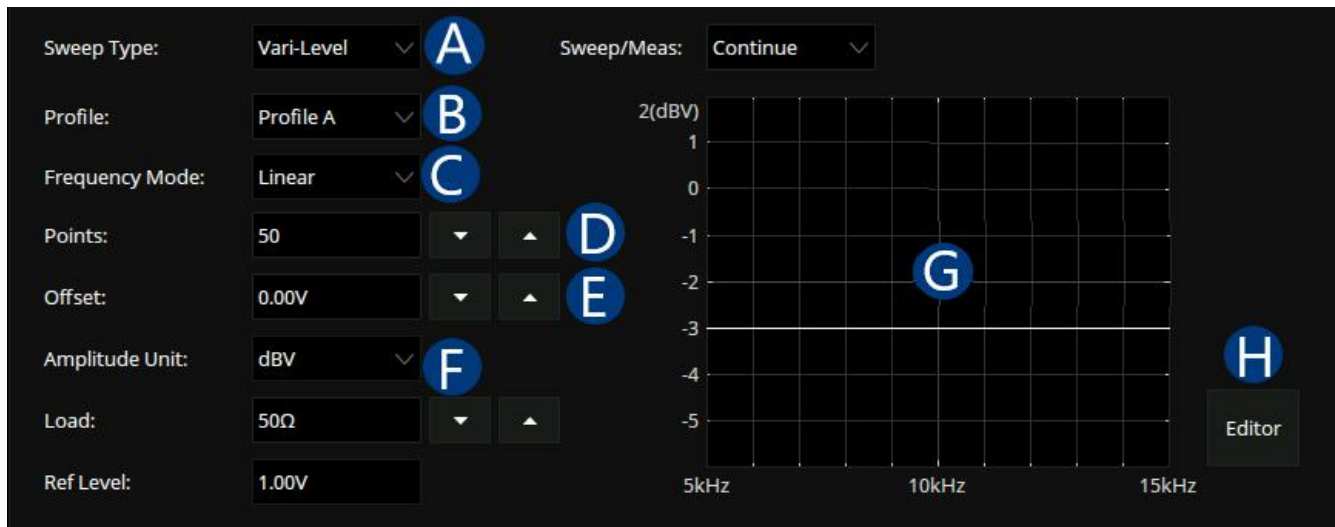 Sweep Type: Vari-Level A Sweep/Meas: Continue
Profile: Profile A B 2(dBV)
1
Frequency Mode: Linear C
0
Points: 50 D -1
G
Offset: 0.00V E -2
-3
Amplitude Unit: dBV F H
-4
Load: 50Ω -5 Editor
Ref Level: 1.00V 5kHz 10kHz 15kHz